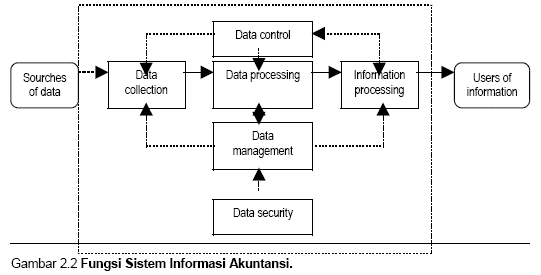 Data control
Sourches
of data
Data
collection
Data processing
Information
processing
Users of
information
Data
management
Data security
Gambar 2.2 Fungsi Sistem Informasi Akuntansi.